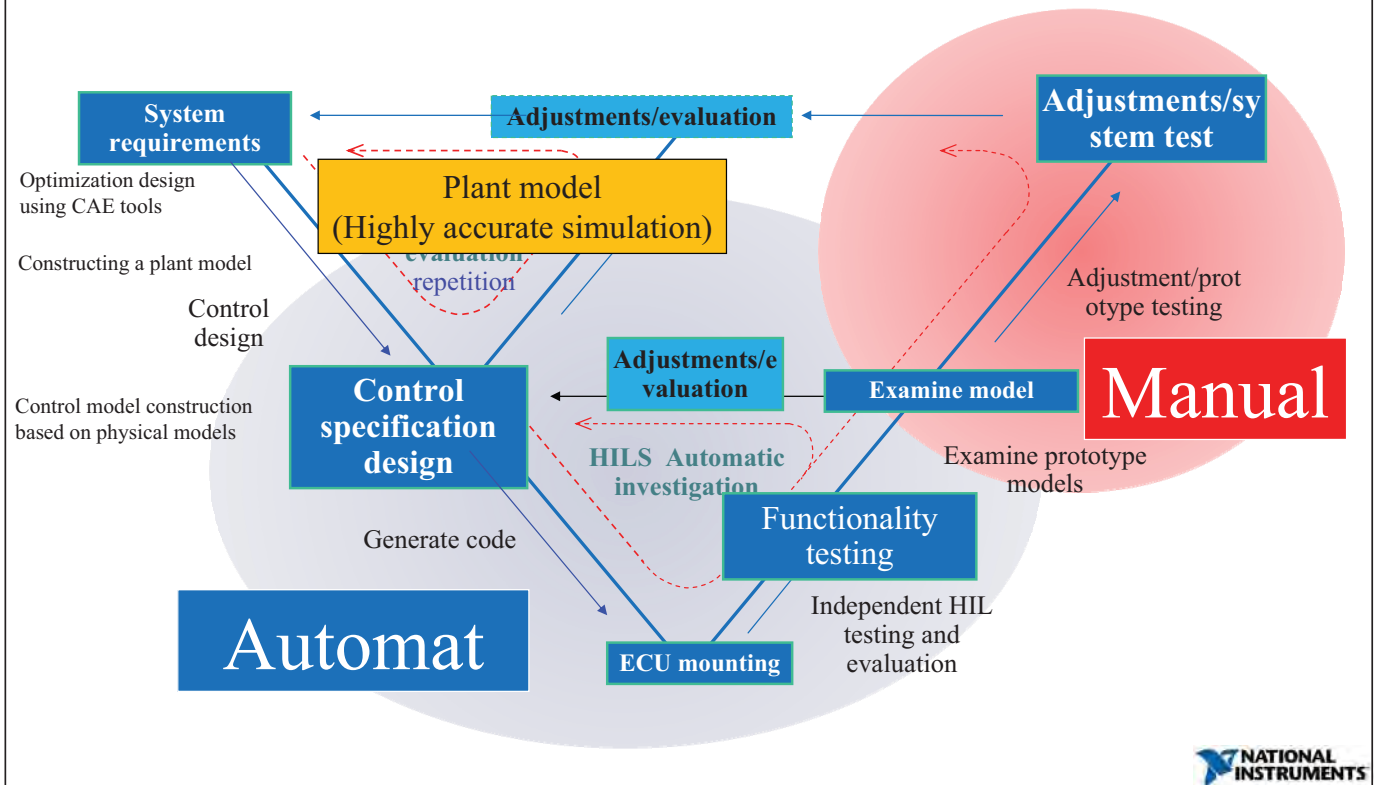 System
requirements
Adjustments/evaluation
Adjustments/sy
stem test
Optimization design
using CAE tools
Plant model
(Highly accurate simulation)
evaluation
repetition
Constructing a plant model
Control
design
Adjustment/prot
otype testing
Adjustments/e
valuation
Control
specification
design
Examine model
Manual
Control model construction
based on physical models
HILS Automatic
investigation
Examine prototype
models
Functionality
testing
Generate code
Independent HIL
testing and
evaluation
Automat
ECU mounting
NATIONAL
INSTRUMENTS